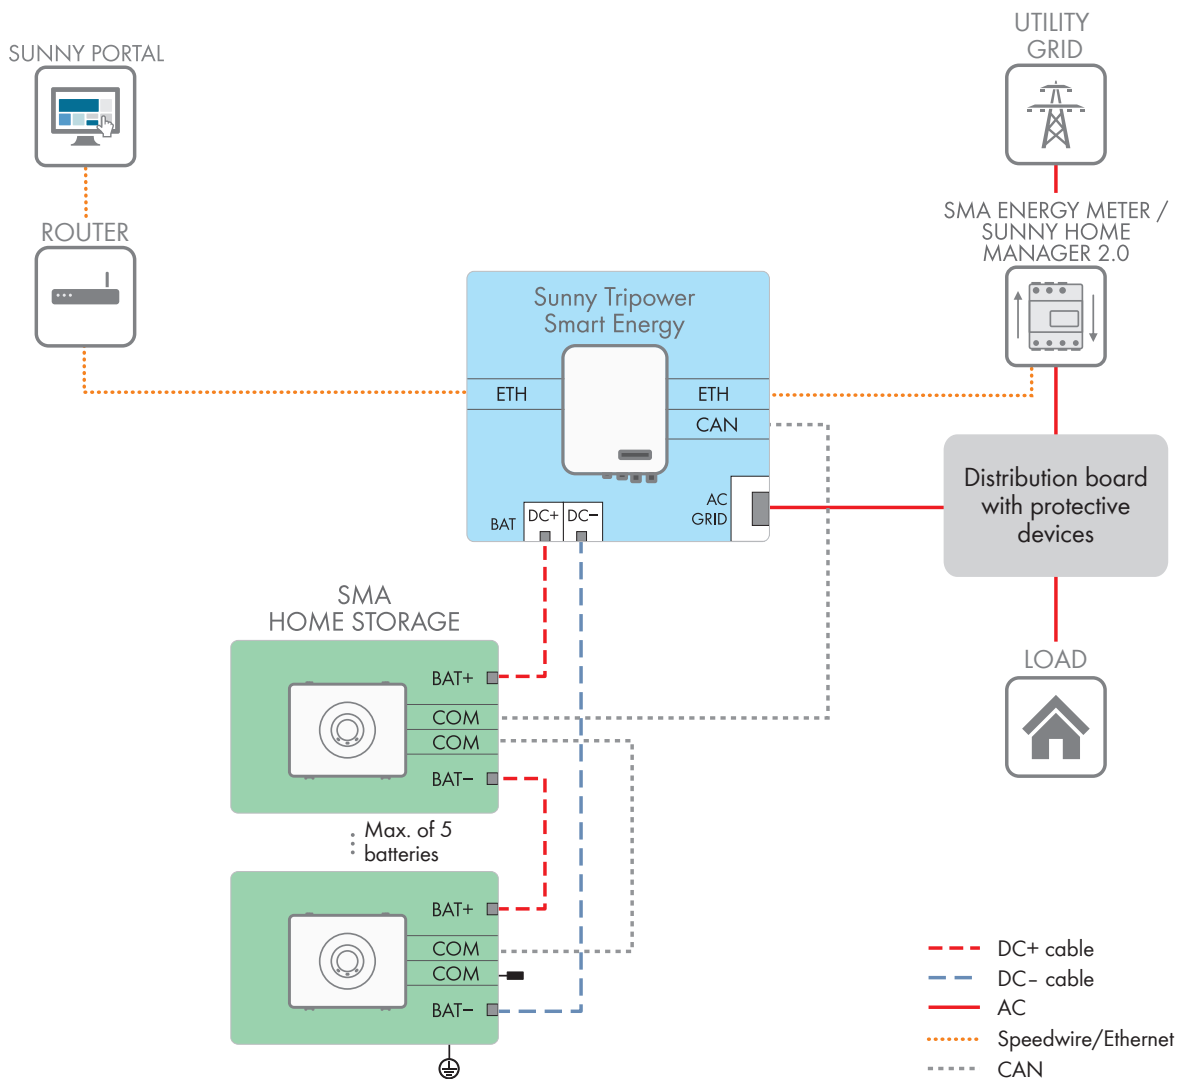 SUNNY PORTAL
UTILITY
GRID
ROUTER
SMA ENERGY METER /
SUNNY HOME
MANAGER 2.0
Sunny Tripower
Smart Energy
ETH
ETH
CAN
AC
GRID
BAT
DC+
DC–
Distribution board
with protective
devices
SMA
HOME STORAGE
BAT+
COM
COM
BAT–
LOAD
Max. of 5
batteries
BAT+
COM
COM
BAT–
DC+ cable
DC– cable
AC
Speedwire/Ethernet
CAN